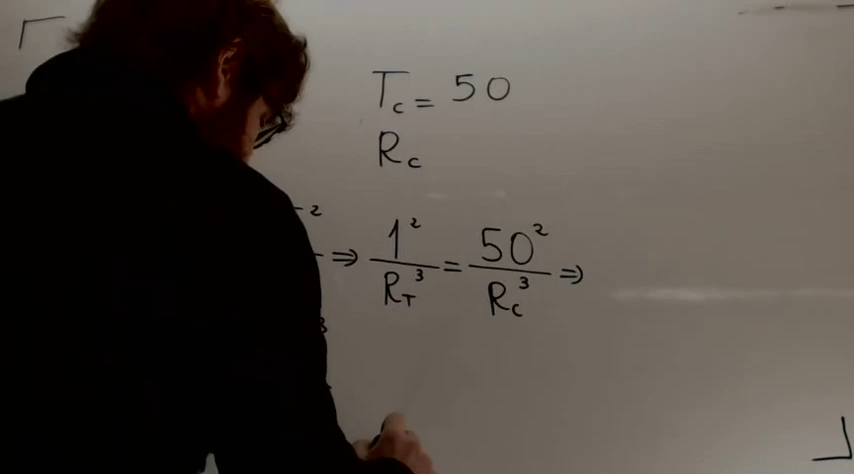 T_c = 50
R_c
⇒ 1²/R_T³ = 50²/R_c³ ⇒